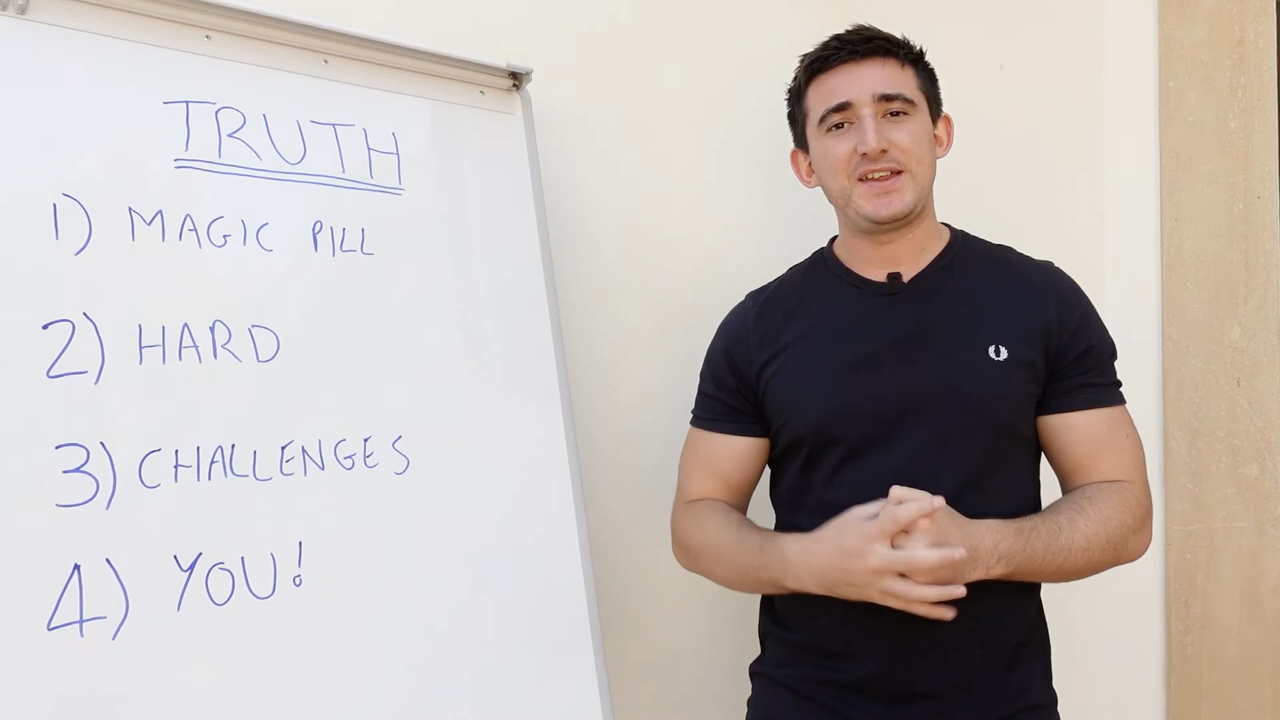 TRUTH
1) MAGIC PILL
2) HARD
3) CHALLENGES
4) YOU!